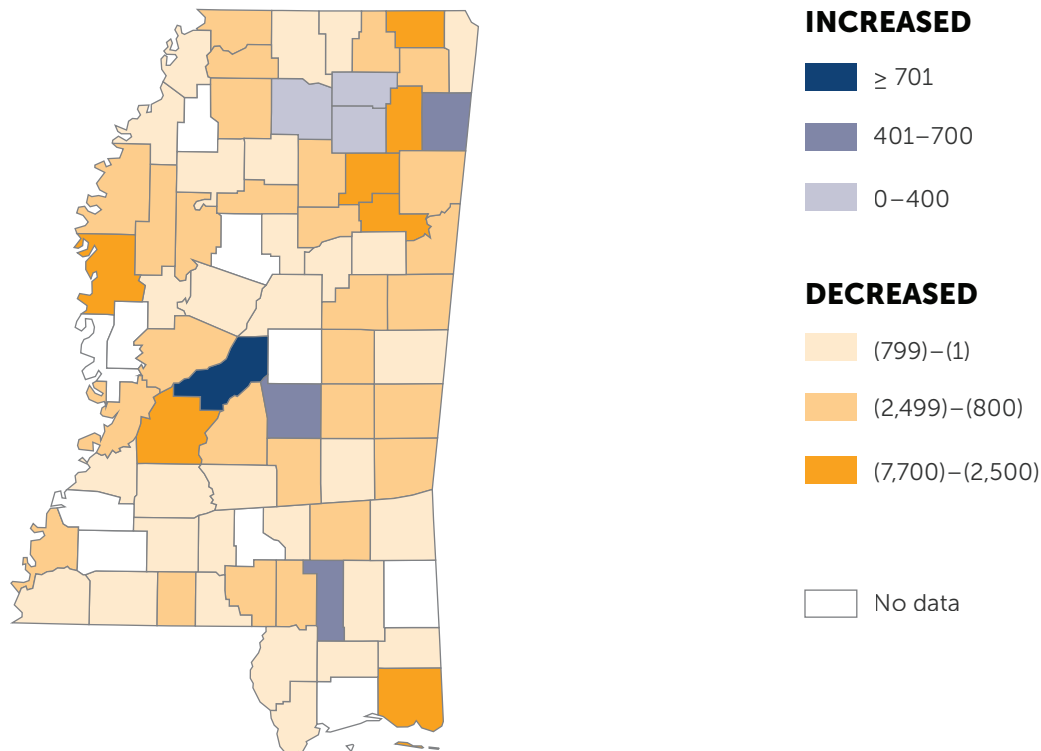 INCREASED
≥ 701
401–700
0–400
DECREASED
(799)–(1)
(2,499)–(800)
(7,700)–(2,500)
No data